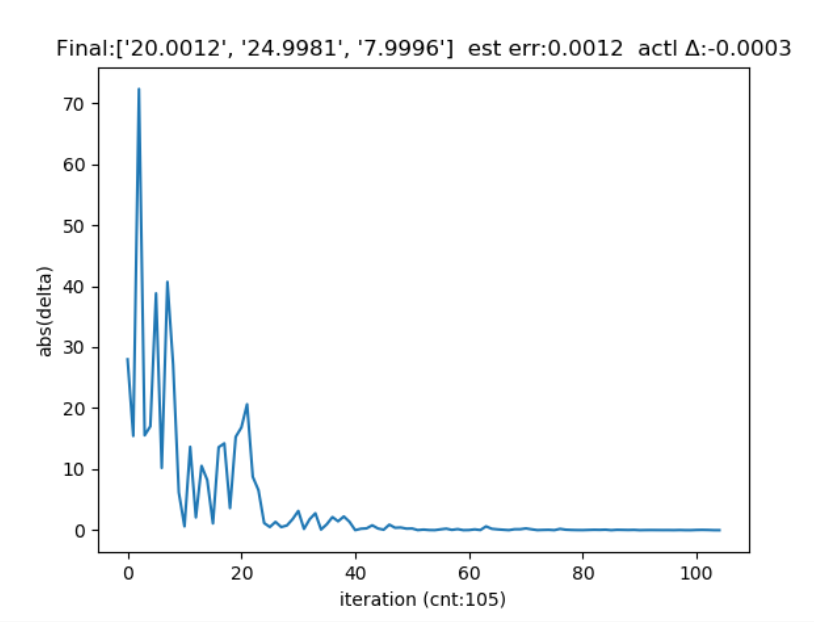 Final:['20.0012', '24.9981', '7.9996']  est err:0.0012  actl Δ:-0.0003
70
60
50
40
30
20
10
0
abs(delta)
0 20 40 60 80 100
iteration (cnt:105)